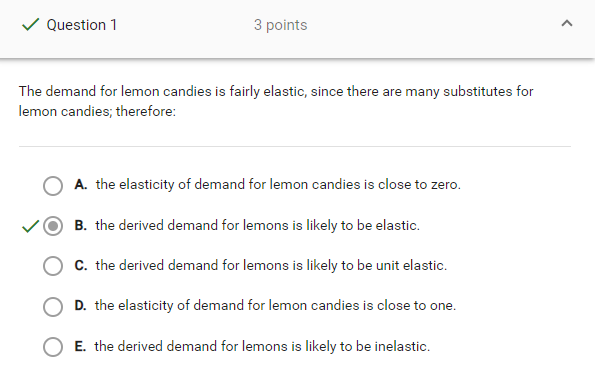 Question 1
3 points
The demand for lemon candies is fairly elastic, since there are many substitutes for
lemon candies; therefore:
A. the elasticity of demand for lemon candies is close to zero.
B. the derived demand for lemons is likely to be elastic.
C. the derived demand for lemons is likely to be unit elastic.
D. the elasticity of demand for lemon candies is close to one.
E. the derived demand for lemons is likely to be inelastic.